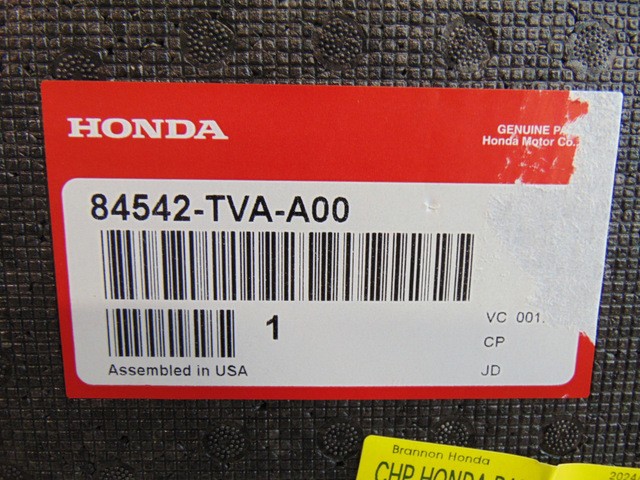 HONDA
GENUINE
Honda Motor Co.
84542-TVA-A00
1
VC 001.
CP
Assembled in USA
JD
Brannon Honda
CHP HONDA
2024